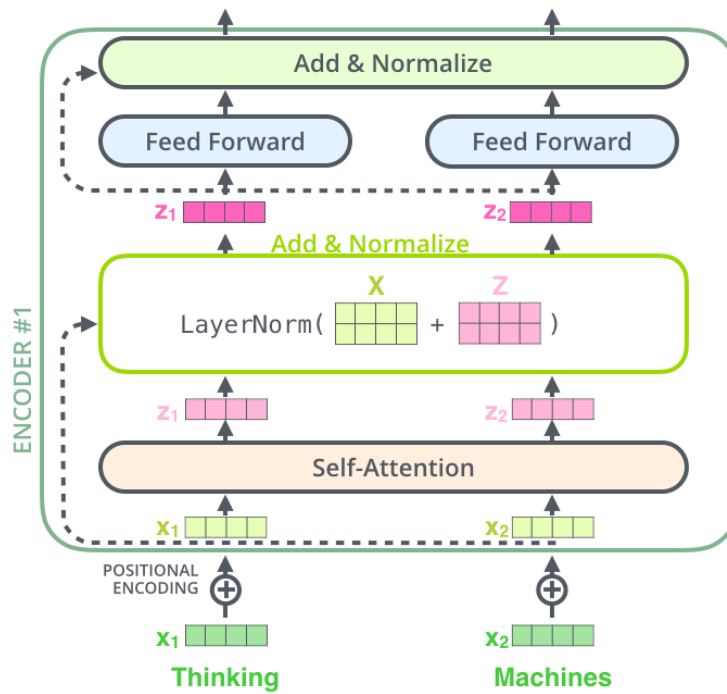 Add & Normalize
Feed Forward Feed Forward
z1 z2
Add & Normalize
X Z
LayerNorm( + )
ENCODER #1
z1 z2
Self-Attention
x1 x2
POSITIONAL
ENCODING
x1 x2
Thinking Machines